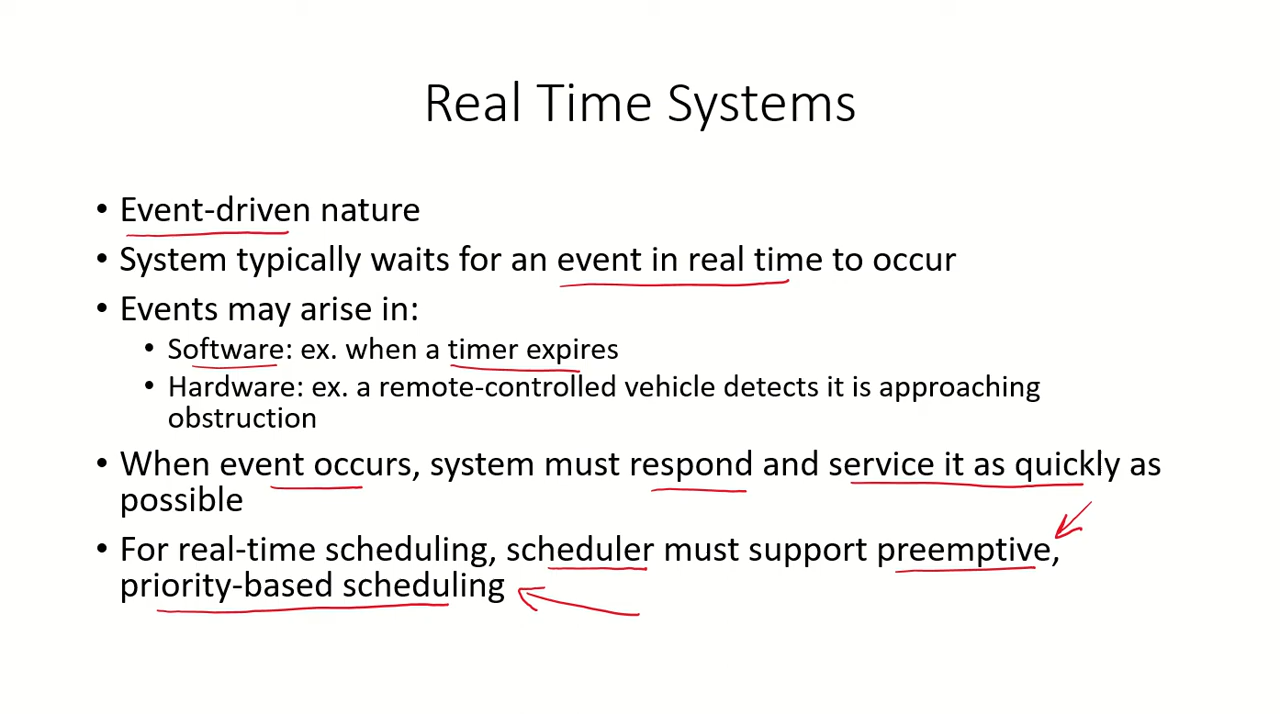 Real Time Systems
• Event-driven nature
• System typically waits for an event in real time to occur
• Events may arise in:
• Software: ex. when a timer expires
• Hardware: ex. a remote-controlled vehicle detects it is approaching
obstruction
• When event occurs, system must respond and service it as quickly as
possible
• For real-time scheduling, scheduler must support preemptive,
priority-based scheduling